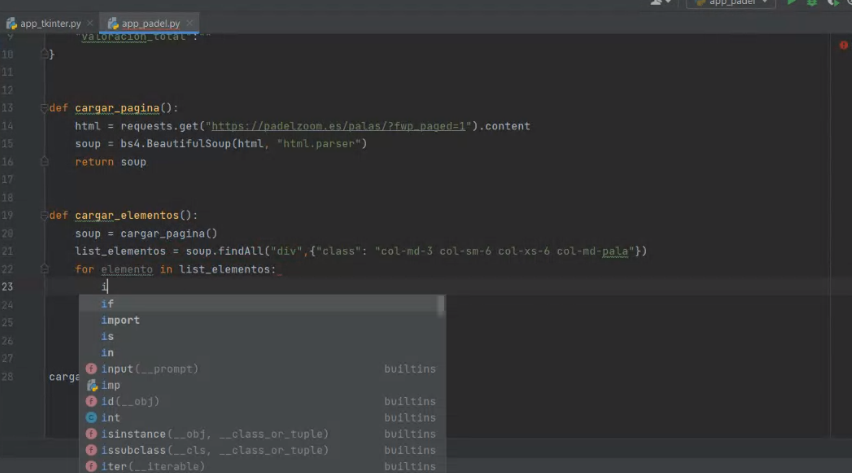 app_padel
app_tkinter.py app_padel.py
9 "valoracion_total":""
10 }
11
12
13 def cargar_pagina():
14 html = requests.get("https://padelzoom.es/palas/?fwp_paged=1").content
15 soup = bs4.BeautifulSoup(html, "html.parser")
16 return soup
17
18
19 def cargar_elementos():
20 soup = cargar_pagina()
21 list_elementos = soup.findAll("div",{"class": "col-md-3 col-sm-6 col-xs-6 col-md-pala"})
22 for elemento in list_elementos:
23 i
24 if
25 import
is
26 in
27 input(__prompt) builtins
28 carga imp
id(__obj) builtins
int builtins
isinstance(__obj, __class_or_tuple) builtins
issubclass(__cls, __class_or_tuple) builtins
iter(__iterable) builtins